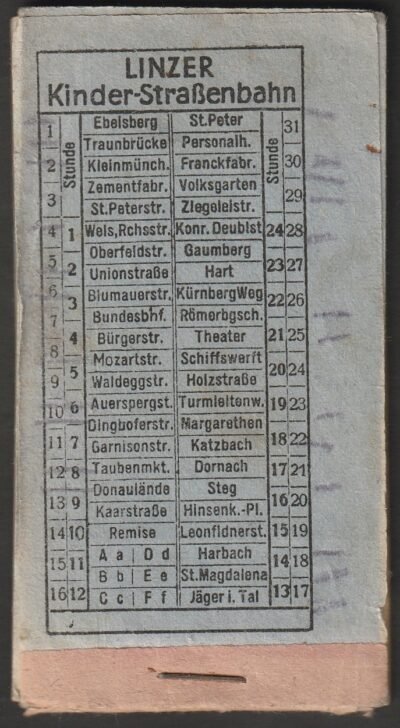 LINZER
Kinder-Straßenbahn
1 Ebelsberg St.Peter 31
Stunde Traunbrücke Personalh. Stunde
2 Kleinmünch. Franckfabr. 30
Zementfabr. Volksgarten
3 St.Peterstr. Ziegeleistr. 29
4 1 Wels,Rchsstr. Konr. Deublst 24 28
5 Oberfeldstr. Gaumberg
2 Unionstraße Hart 23 27
6 3 Blumauerstr. KürnbergWeg 22 26
7 Bundesbhf. Römerbgsch.
4 Bürgerstr. Theater 21 25
8 Mozartstr. Schiffswerft
5 20 24
9 Waldeggstr. Holzstraße
10 6 Auerspergst. Turmleitenw. 19 23
Dinghoferstr. Margarethen
11 7 Garnisonstr. Katzbach 18 22
12 8 Taubenmkt. Dornach 17 21
Donaulände Steg
13 9 Kaarstraße Hinsenk.-Pl. 16 20
14 10 Remise Leonfldnerst. 15 19
15 11 A a D d Harbach 14 18
B b E e St.Magdalena
16 12 C c F f Jäger i. Tal 13 17